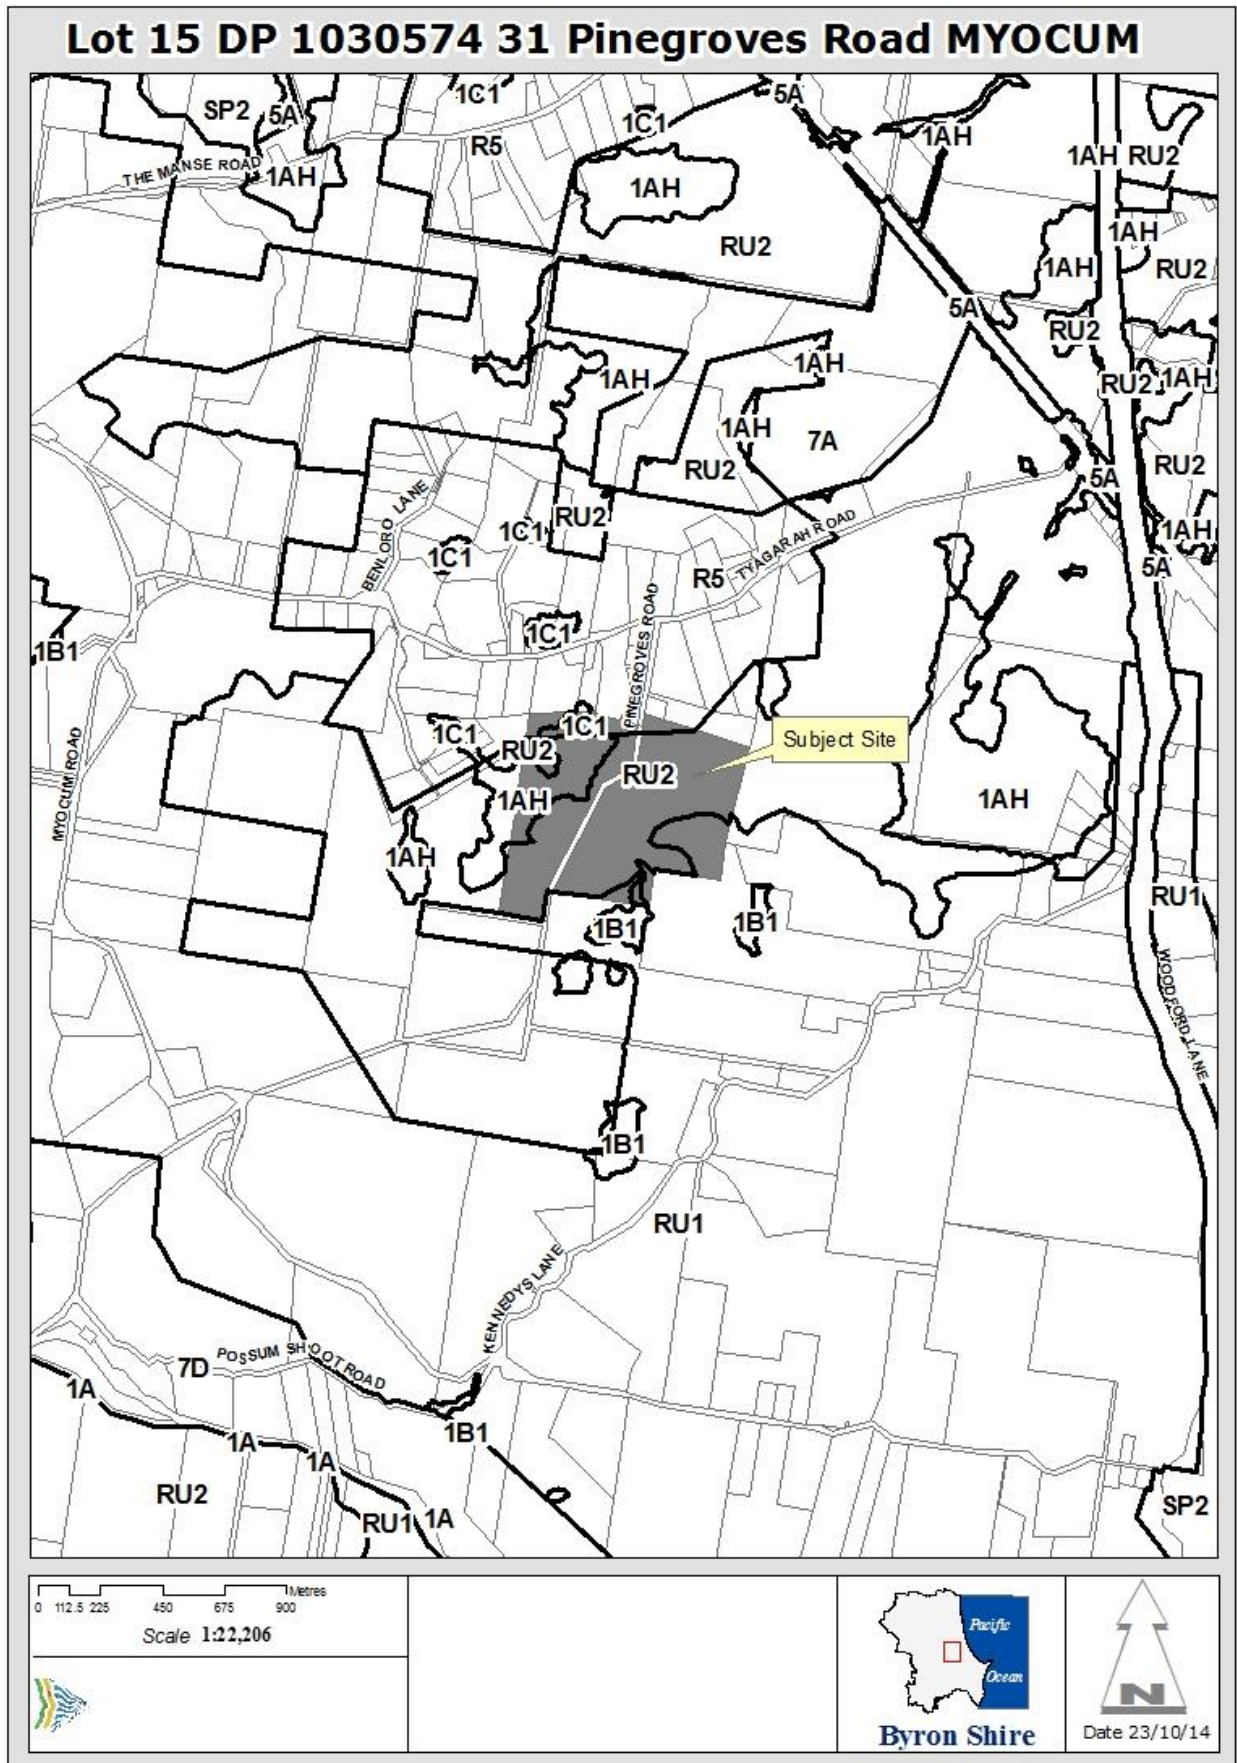 Lot 15 DP 1030574 31 Pinegroves Road MYOCUM
1C1
5A
SP2
5A
1C1
1AH
R5
1AH
RU2
THE MANSE ROAD
1AH
1AH
RU2
1AH
1AH
RU2
5A
RU2
1AH
1AH
RU2
1AH
1AH
7A
RU2
5A
RU2
BENLORO LANE
1C1
RU2
TYAGARAH ROAD
1AH
1C1
R5
5A
1C1
PINEGROVES ROAD
1B1
MYOCUM ROAD
1C1
1C1
RU2
RU2
Subject Site
1AH
1AH
1AH
RU1
1B1
1B1
WOODFORD LANE
1B1
RU1
KENNEDYS LANE
POSSUM SHOOT ROAD
7D
1A
1B1
1A
1A
RU2
RU1
1A
SP2
Metres
0 112.5 225 450 675 900
Scale 1:22,206
Pacific
Ocean
Byron Shire
N
Date 23/10/14